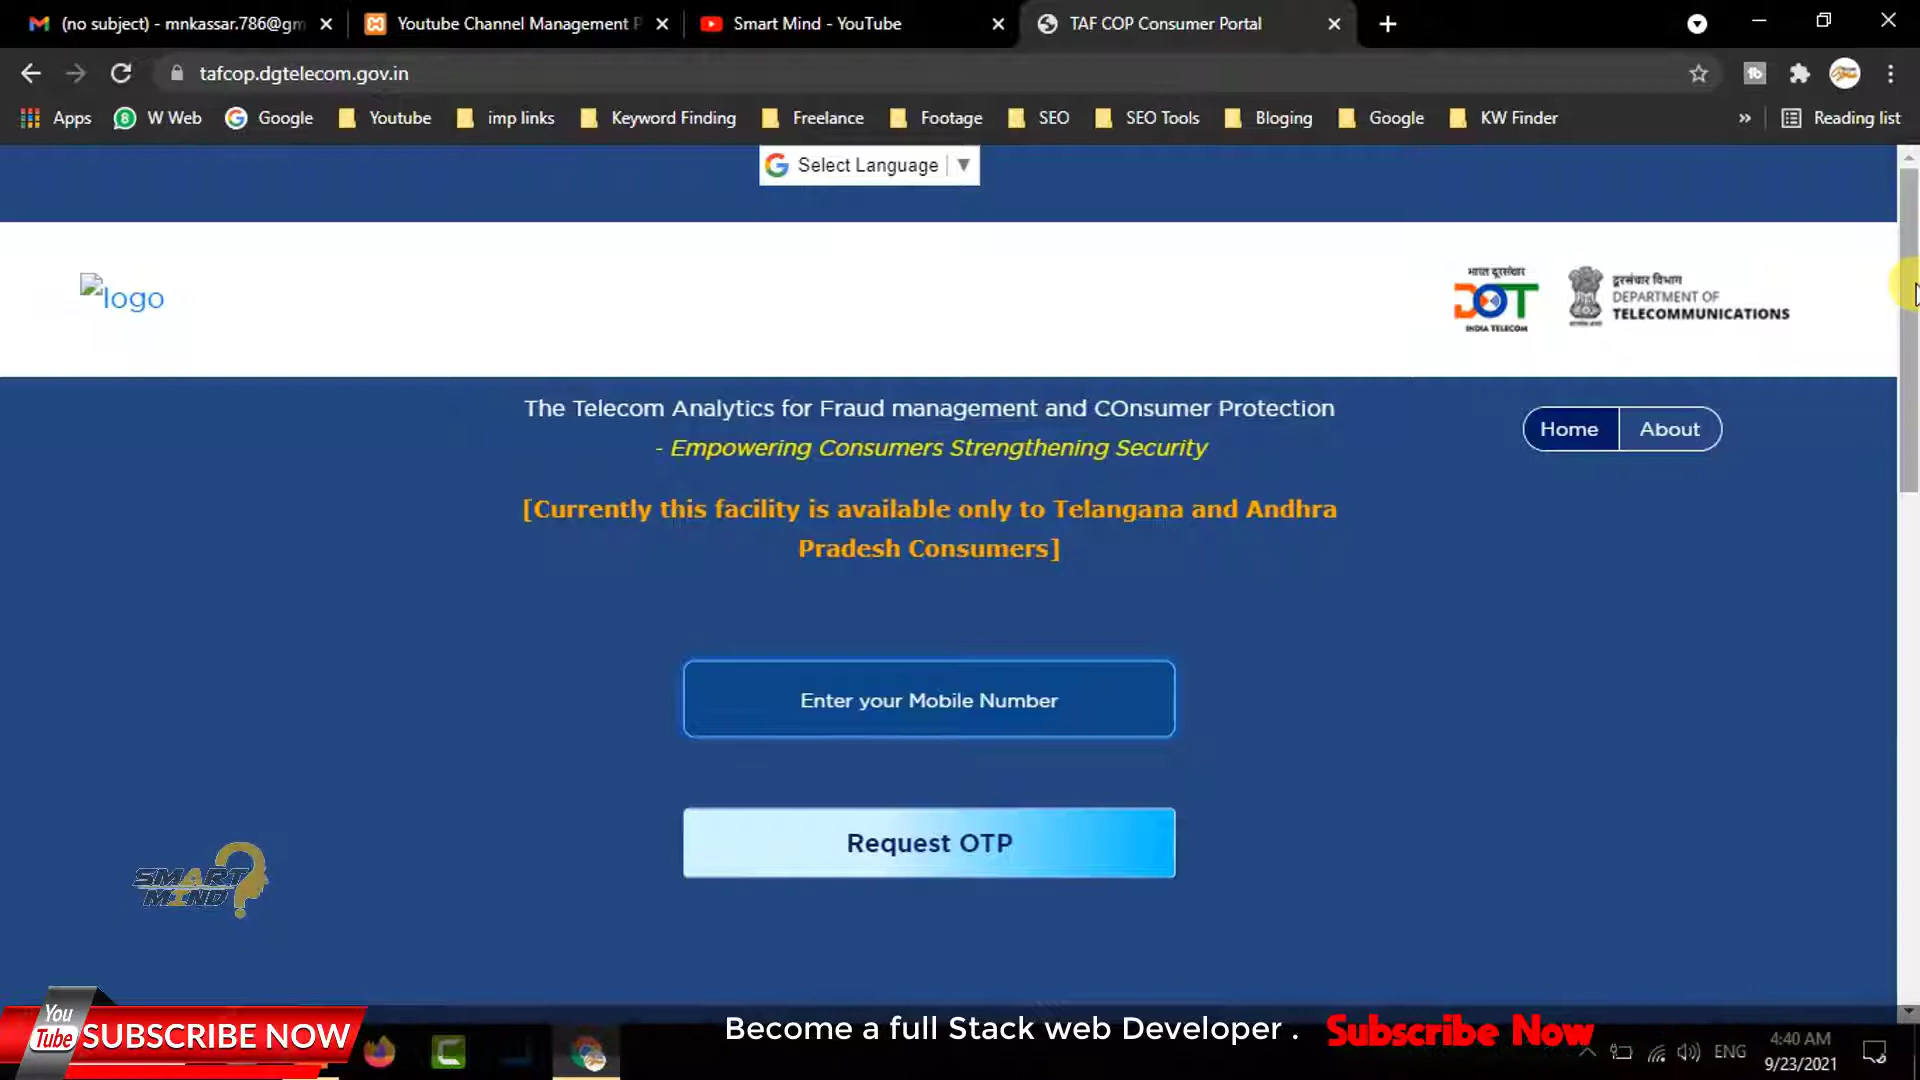 (no subject) - mnkassar.786@gm
Youtube Channel Management P
Smart Mind - YouTube
TAF COP Consumer Portal
tafcop.dgtelecom.gov.in
Apps
W Web
Google
Youtube
imp links
Keyword Finding
Freelance
Footage
SEO
SEO Tools
Bloging
Google
KW Finder
»
Reading list
Select Language
logo
भारत दूरसंचार
DOT
INDIA TELECOM
दूरसंचार विभाग
DEPARTMENT OF
TELECOMMUNICATIONS
The Telecom Analytics for Fraud management and COnsumer Protection
- Empowering Consumers Strengthening Security
Home
About
[Currently this facility is available only to Telangana and Andhra
Pradesh Consumers]
Enter your Mobile Number
Request OTP
SMART
MIND
You
Tube
SUBSCRIBE NOW
Become a full Stack web Developer .
Subscribe Now
ENG
4:40 AM
9/23/2021